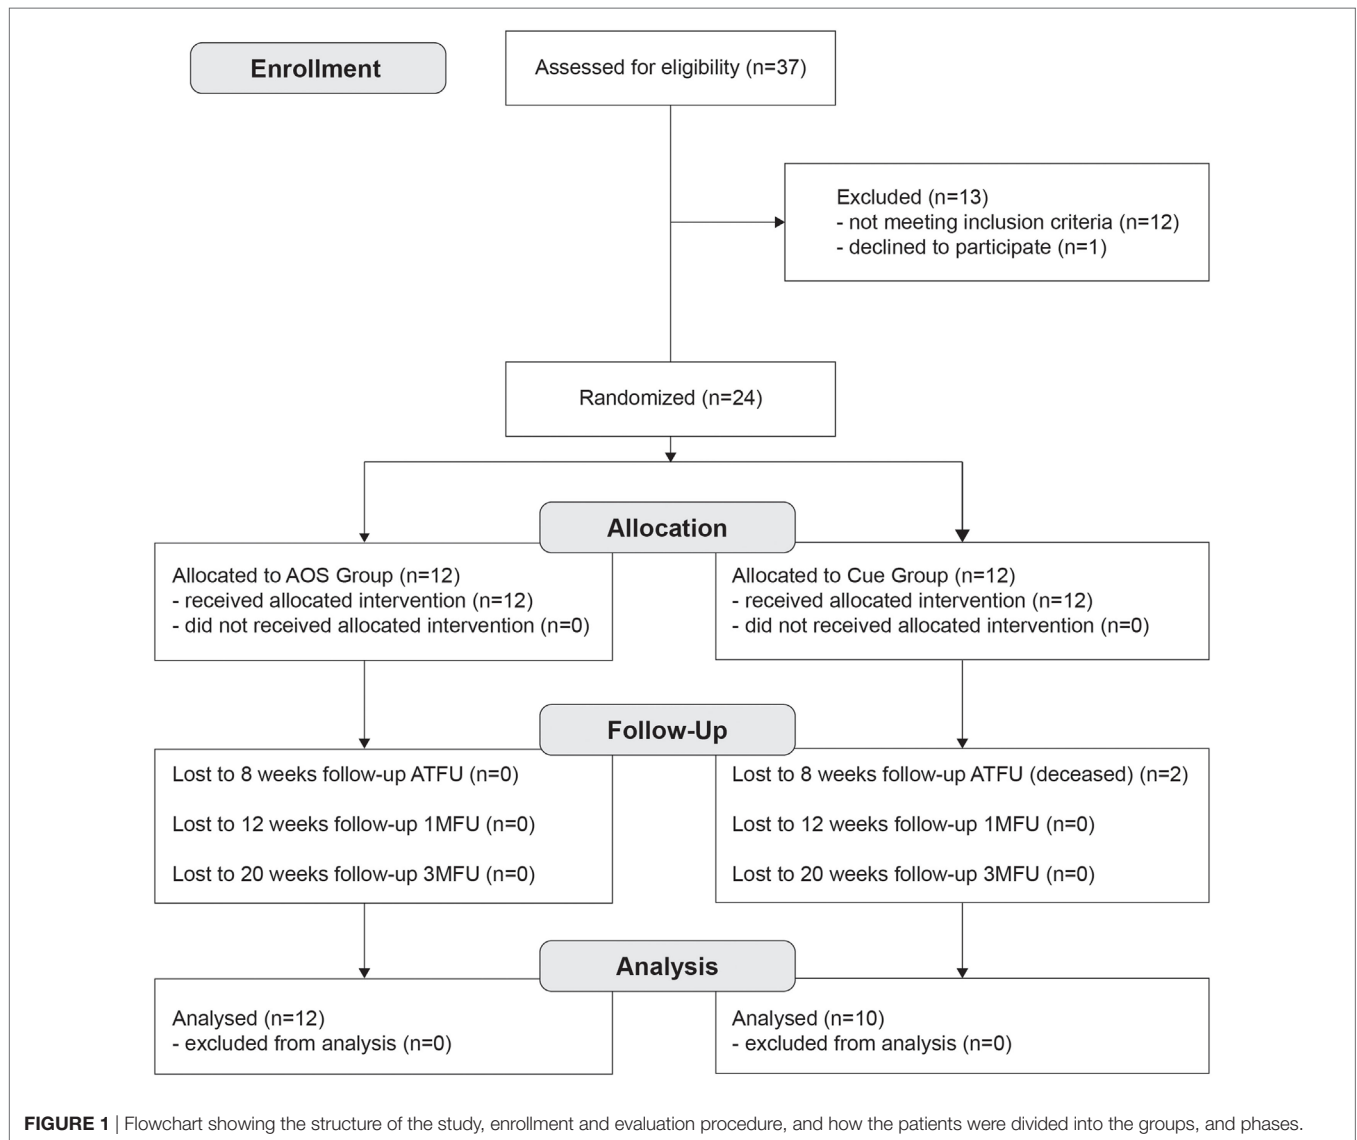 Enrollment
Assessed for eligibility (n=37)
Excluded (n=13)
- not meeting inclusion criteria (n=12)
- declined to participate (n=1)
Randomized (n=24)
Allocation
Allocated to AOS Group (n=12)
- received allocated intervention (n=12)
- did not received allocated intervention (n=0)
Allocated to Cue Group (n=12)
- received allocated intervention (n=12)
- did not received allocated intervention (n=0)
Follow-Up
Lost to 8 weeks follow-up ATFU (n=0)
Lost to 12 weeks follow-up 1MFU (n=0)
Lost to 20 weeks follow-up 3MFU (n=0)
Lost to 8 weeks follow-up ATFU (deceased) (n=2)
Lost to 12 weeks follow-up 1MFU (n=0)
Lost to 20 weeks follow-up 3MFU (n=0)
Analysis
Analysed (n=12)
- excluded from analysis (n=0)
Analysed (n=10)
- excluded from analysis (n=0)
FIGURE 1 | Flowchart showing the structure of the study, enrollment and evaluation procedure, and how the patients were divided into the groups, and phases.